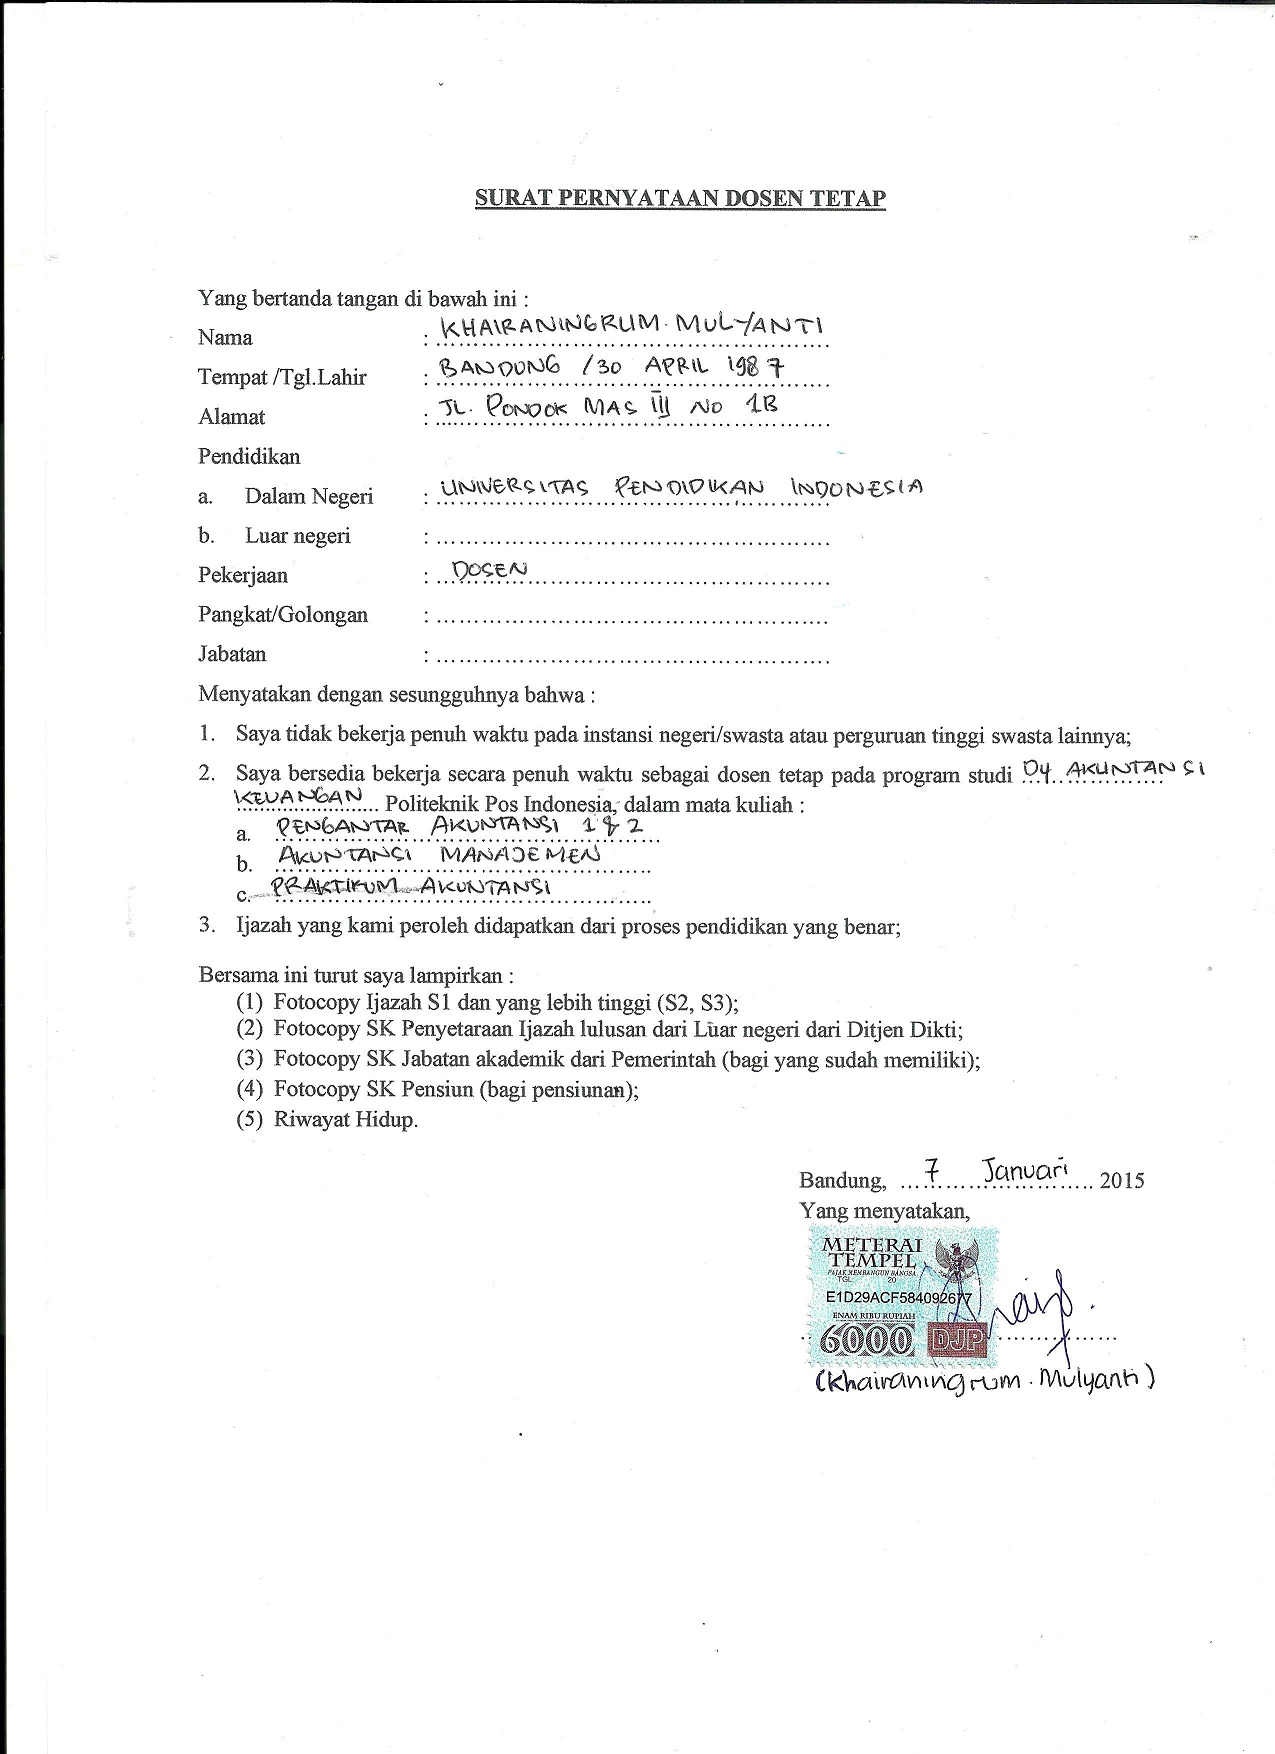 SURAT PERNYATAAN DOSEN TETAP
Yang bertanda tangan di bawah ini :
Nama : KHAIRANINGRUM. MULYANTI
Tempat /Tgl.Lahir : BANDUNG /30 APRIL 1987
Alamat : JL. PONDOK MAS III NO 1B
Pendidikan
a. Dalam Negeri : UNIVERSITAS PENDIDIKAN INDONESIA
b. Luar negeri : ....................................................
Pekerjaan : DOSEN
Pangkat/Golongan : ....................................................
Jabatan : ....................................................
Menyatakan dengan sesungguhnya bahwa :
1. Saya tidak bekerja penuh waktu pada instansi negeri/swasta atau perguruan tinggi swasta lainnya;
2. Saya bersedia bekerja secara penuh waktu sebagai dosen tetap pada program studi D4 AKUNTANSI
KEUANGAN Politeknik Pos Indonesia, dalam mata kuliah :
a. PENGANTAR AKUNTANSI 1 & 2
b. AKUNTANSI MANAJEMEN
c. PRAKTIKUM AKUNTANSI
3. Ijazah yang kami peroleh didapatkan dari proses pendidikan yang benar;
Bersama ini turut saya lampirkan :
(1) Fotocopy Ijazah S1 dan yang lebih tinggi (S2, S3);
(2) Fotocopy SK Penyetaraan Ijazah lulusan dari Luar negeri dari Ditjen Dikti;
(3) Fotocopy SK Jabatan akademik dari Pemerintah (bagi yang sudah memiliki);
(4) Fotocopy SK Pensiun (bagi pensiunan);
(5) Riwayat Hidup.
Bandung, 7 Januari 2015
Yang menyatakan,
METERAI
TEMPEL
PAJAK MEMBANGUN BANGSA
TGL. 20
E1D29ACF584092677
ENAM RIBU RUPIAH
6000 DJP
(Khairaningrum. Mulyanti)